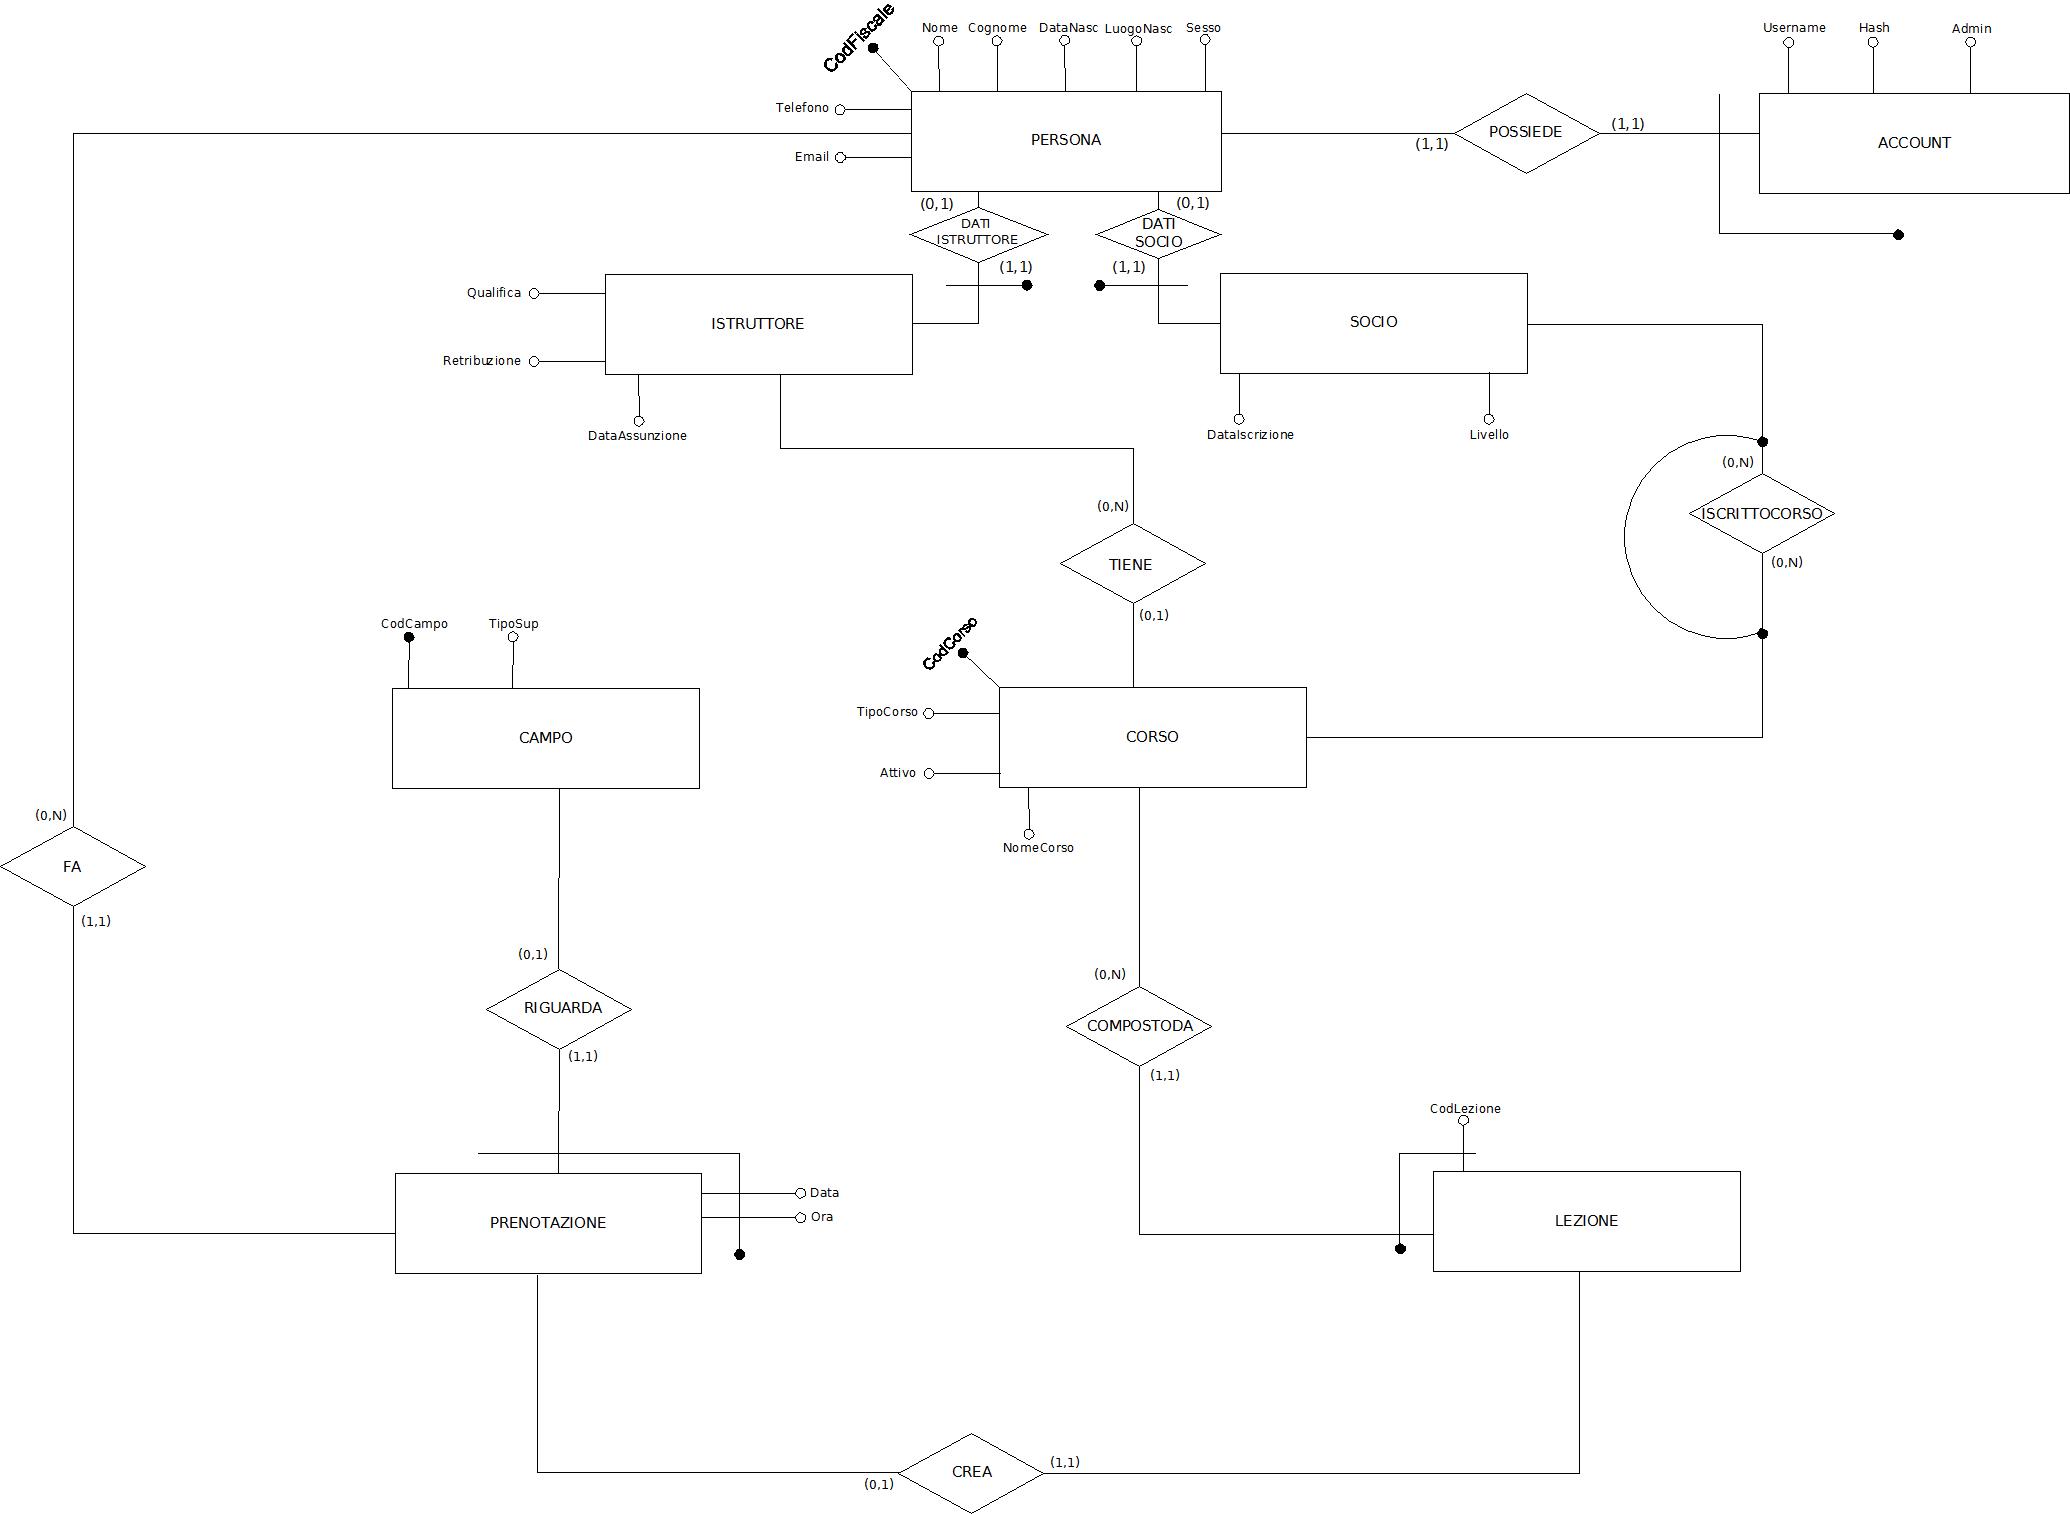 CodFiscale
Nome
Cognome
DataNasc
LuogoNasc
Sesso
Username
Hash
Admin
Telefono
Email
PERSONA
(1,1)
POSSIEDE
(1,1)
ACCOUNT
(0,1)
DATI
ISTRUTTORE
(1,1)
(0,1)
DATI
SOCIO
(1,1)
Qualifica
Retribuzione
ISTRUTTORE
DataAssunzione
SOCIO
DataIscrizione
Livello
(0,N)
ISCRITTOCORSO
(0,N)
(0,N)
TIENE
(0,1)
CodCampo
TipoSup
CAMPO
CodCorso
TipoCorso
Attivo
CORSO
NomeCorso
(0,N)
FA
(1,1)
(0,1)
RIGUARDA
(1,1)
(0,N)
COMPOSTODA
(1,1)
CodLezione
PRENOTAZIONE
Data
Ora
LEZIONE
(0,1)
CREA
(1,1)